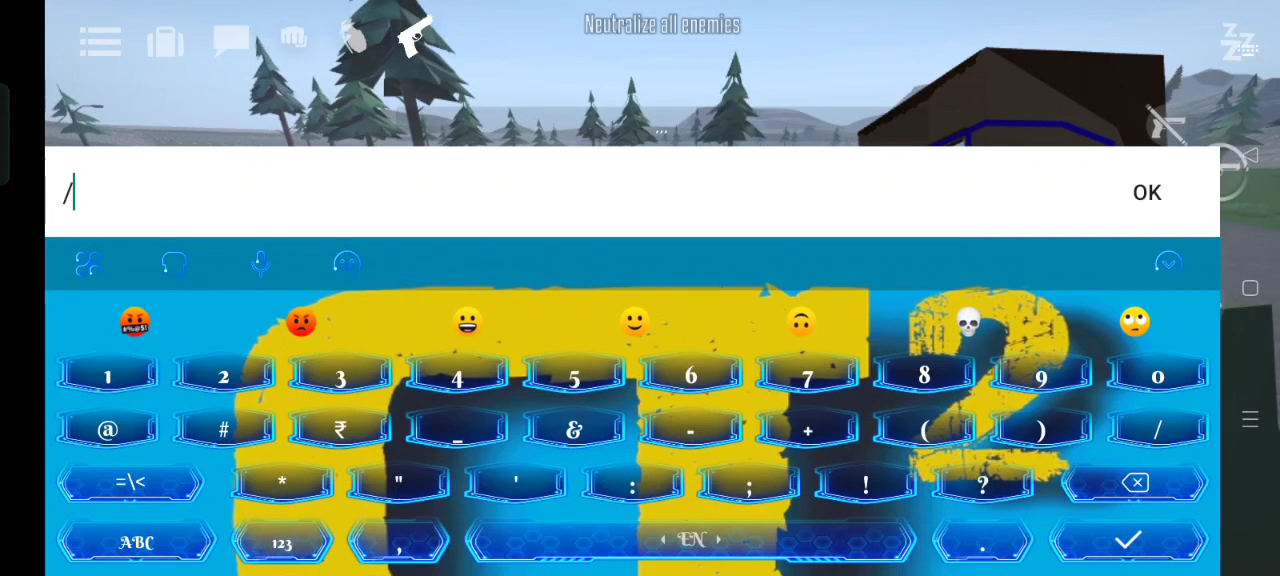 Neutralize all enemies
...
/
OK
1 2 3 4 5 6 7 8 9 0
@ # ₹ _ & - + ( ) /
=\< * " ' : ; ! ?
ABC 123 , EN .